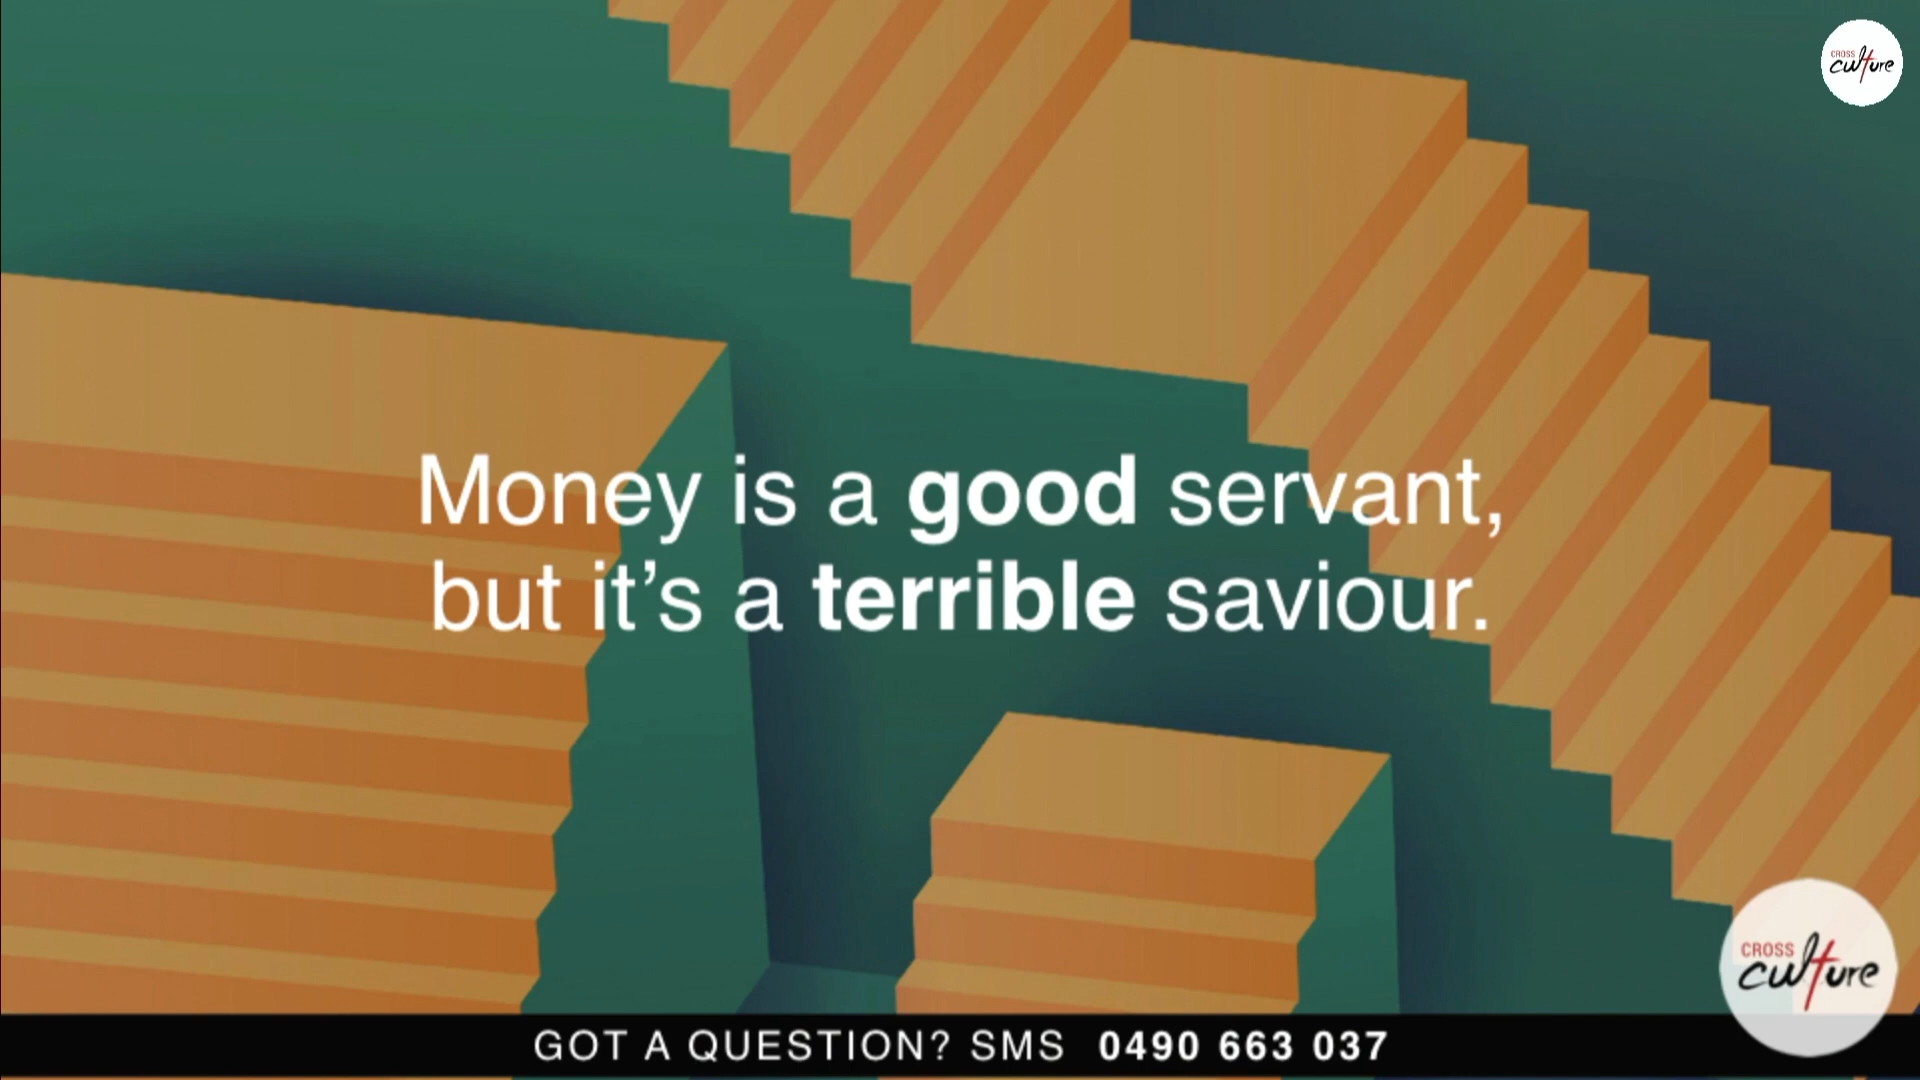 CROSS
culture
Money is a good servant,
but it’s a terrible saviour.
CROSS
culture
GOT A QUESTION? SMS 0490 663 037